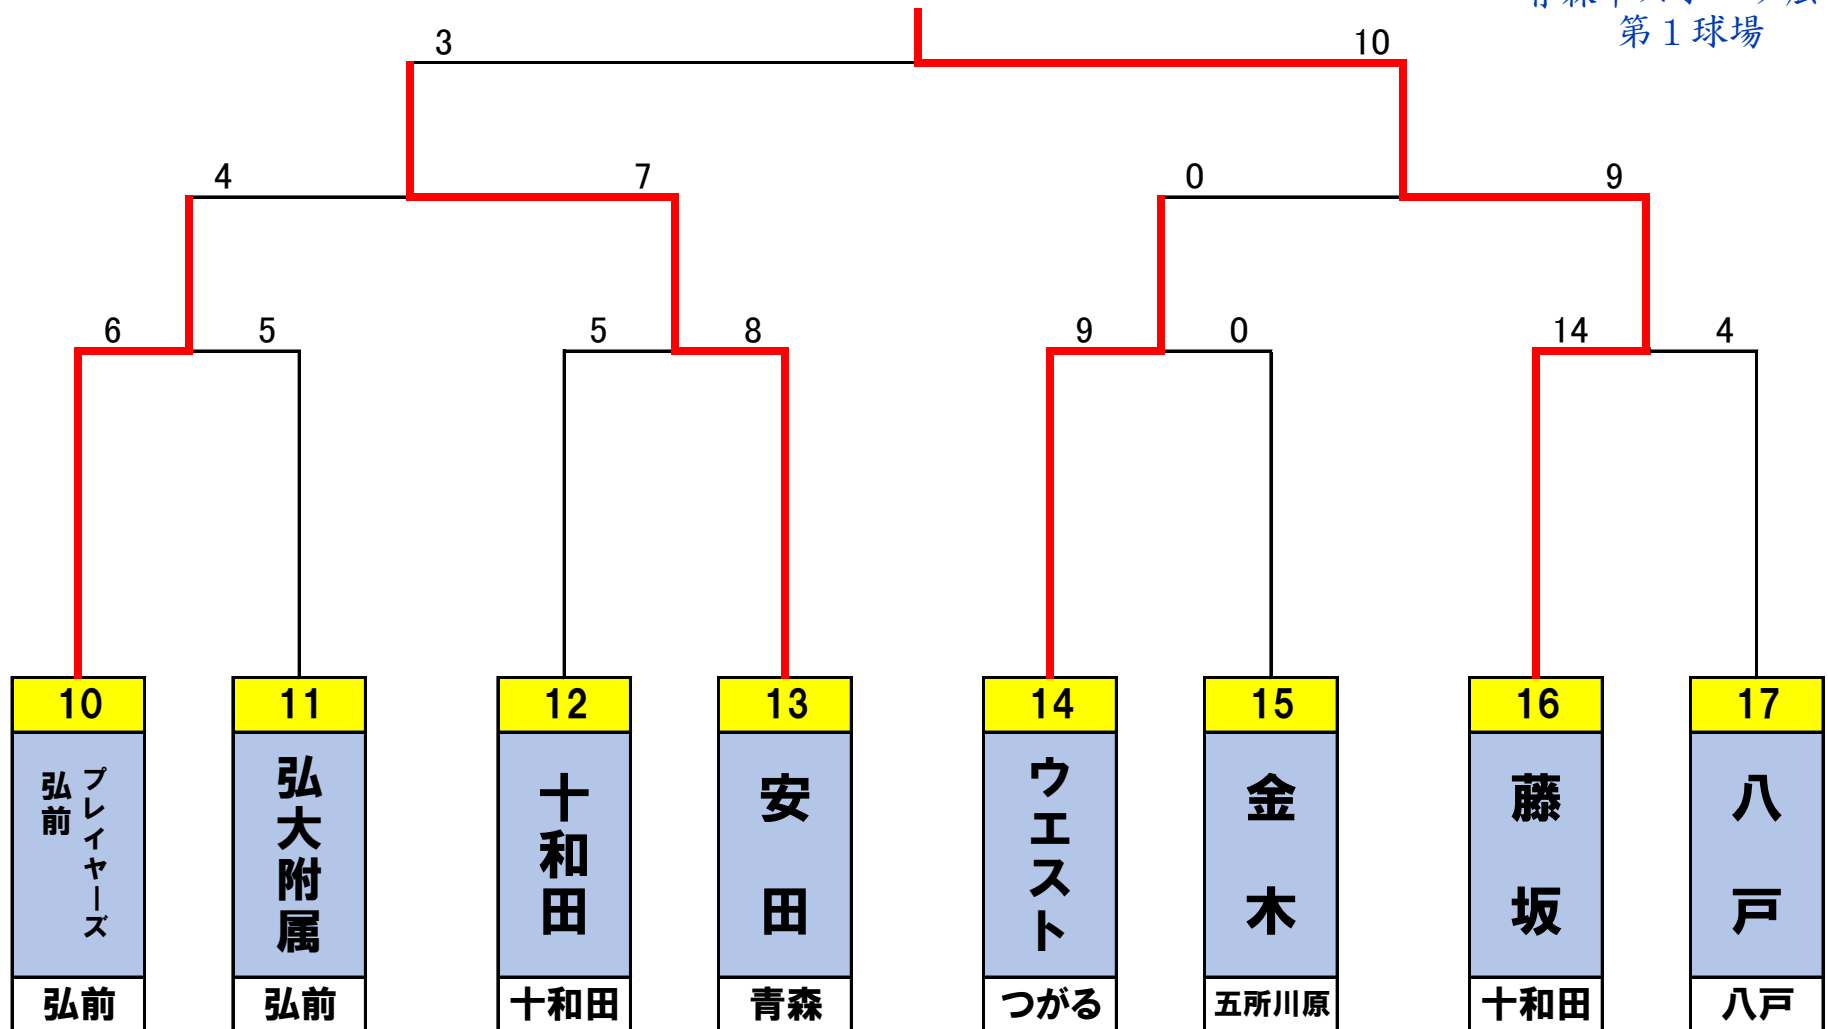 第１球場
3
10
4
7
0
9
6
5
5
8
9
0
14
4
10
11
12
13
14
15
16
17
弘前
プレイヤーズ
弘大附属
十和田
安田
ウエスト
金木
藤坂
八戸
弘前
弘前
十和田
青森
つがる
五所川原
十和田
八戸